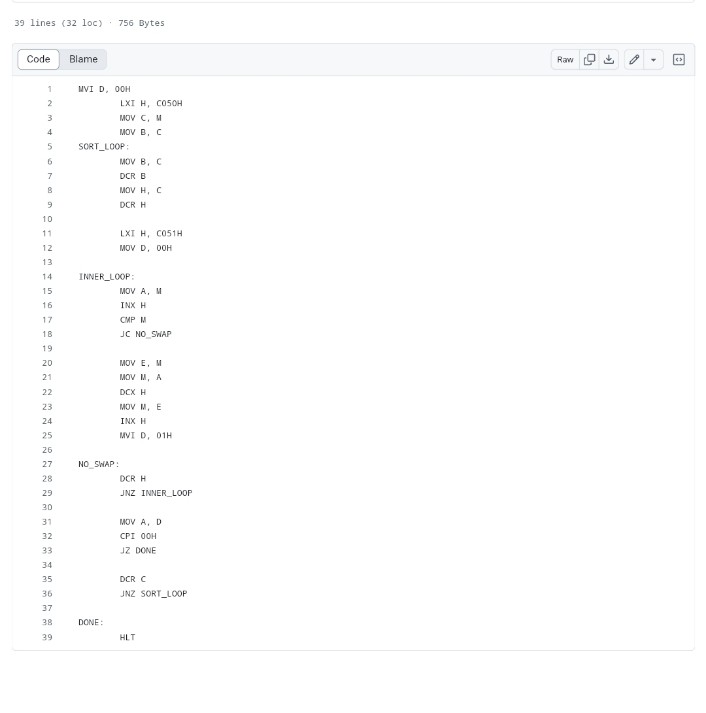 39 lines (32 loc) · 756 Bytes
Code Blame Raw
1 MVI D, 00H
2 LXI H, C050H
3 MOV C, M
4 MOV B, C
5 SORT_LOOP:
6 MOV B, C
7 DCR B
8 MOV H, C
9 DCR H
10
11 LXI H, C051H
12 MOV D, 00H
13
14 INNER_LOOP:
15 MOV A, M
16 INX H
17 CMP M
18 JC NO_SWAP
19
20 MOV E, M
21 MOV M, A
22 DCX H
23 MOV M, E
24 INX H
25 MVI D, 01H
26
27 NO_SWAP:
28 DCR H
29 JNZ INNER_LOOP
30
31 MOV A, D
32 CPI 00H
33 JZ DONE
34
35 DCR C
36 JNZ SORT_LOOP
37
38 DONE:
39 HLT